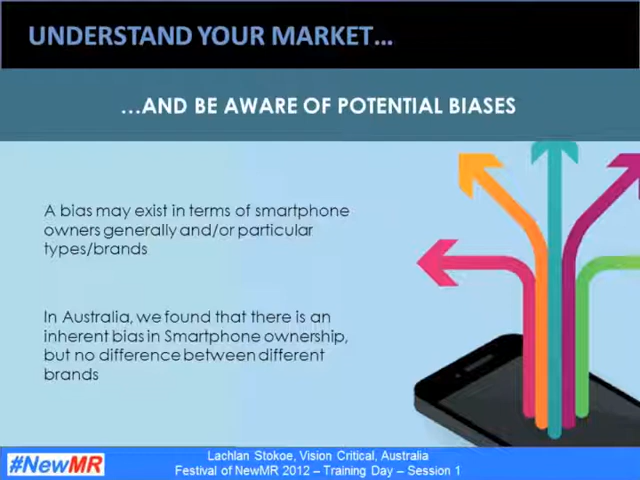 UNDERSTAND YOUR MARKET…
…AND BE AWARE OF POTENTIAL BIASES
A bias may exist in terms of smartphone
owners generally and/or particular
types/brands
In Australia, we found that there is an
inherent bias in Smartphone ownership,
but no difference between different
brands
#NewMR
Lachlan Stokoe, Vision Critical, Australia
Festival of NewMR 2012 – Training Day – Session 1